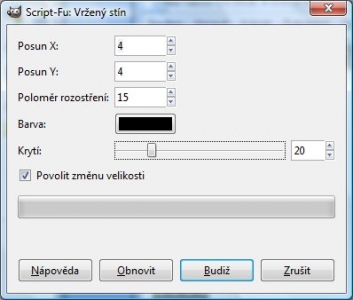 Script-Fu: Vržený stín
Posun X: 4
Posun Y: 4
Poloměr rozostření: 15
Barva:
Krytí: 20
Povolit změnu velikosti
Nápověda Obnovit Budiž Zrušit